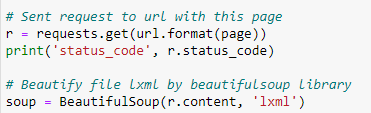 # Sent request to url with this page
r = requests.get(url.format(page))
print('status_code', r.status_code)
# Beautify file lxml by beautifulsoup library
soup = BeautifulSoup(r.content, 'lxml')